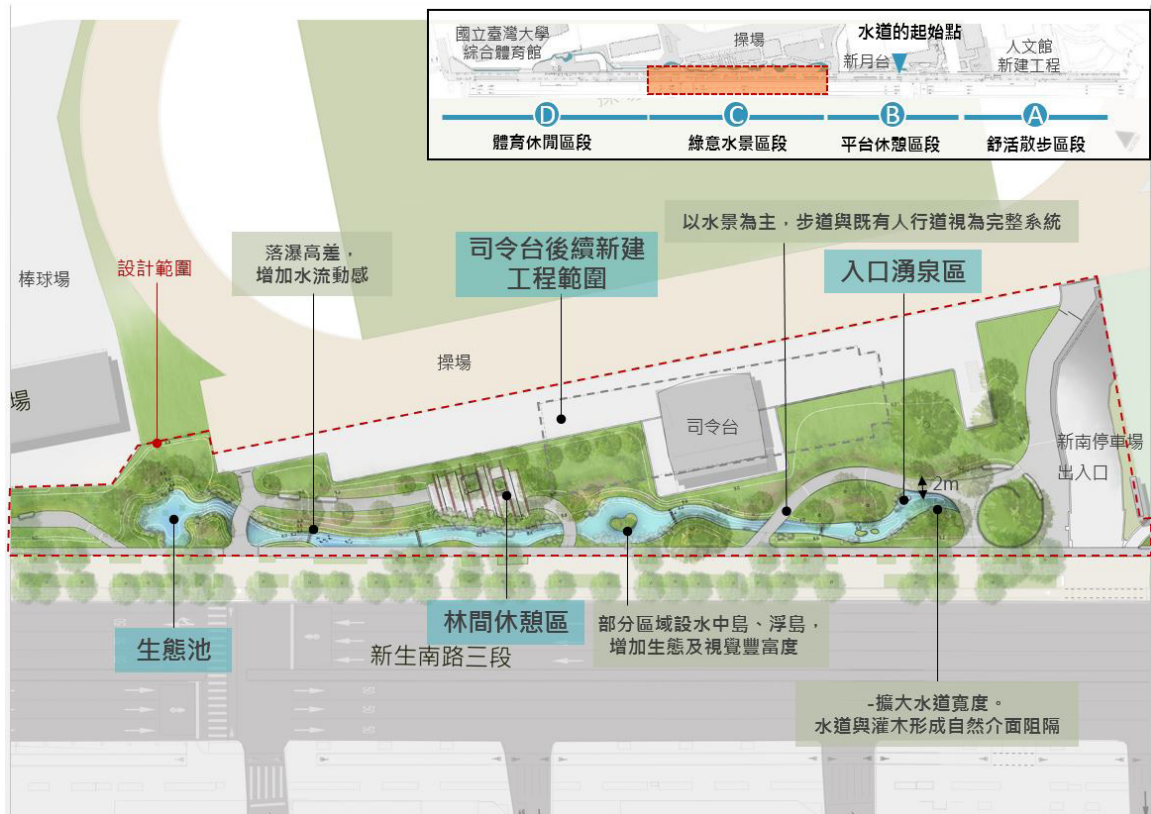 國立臺灣大學
綜合體育館
操場
水道的起始點
新月台
人文館
新建工程
D
C
B
A
體育休閒區段
綠意水景區段
平台休憩區段
舒活散步區段
以水景為主，步道與既有人行道視為完整系統
落瀑高差，
增加水流動感
司令台後續新建
工程範圍
入口湧泉區
設計範圍
棒球場
操場
場
司令台
新南停車場
出入口
2m
生態池
林間休憩區
部分區域設水中島、浮島，
增加生態及視覺豐富度
新生南路三段
-擴大水道寬度。
水道與灌木形成自然介面阻隔